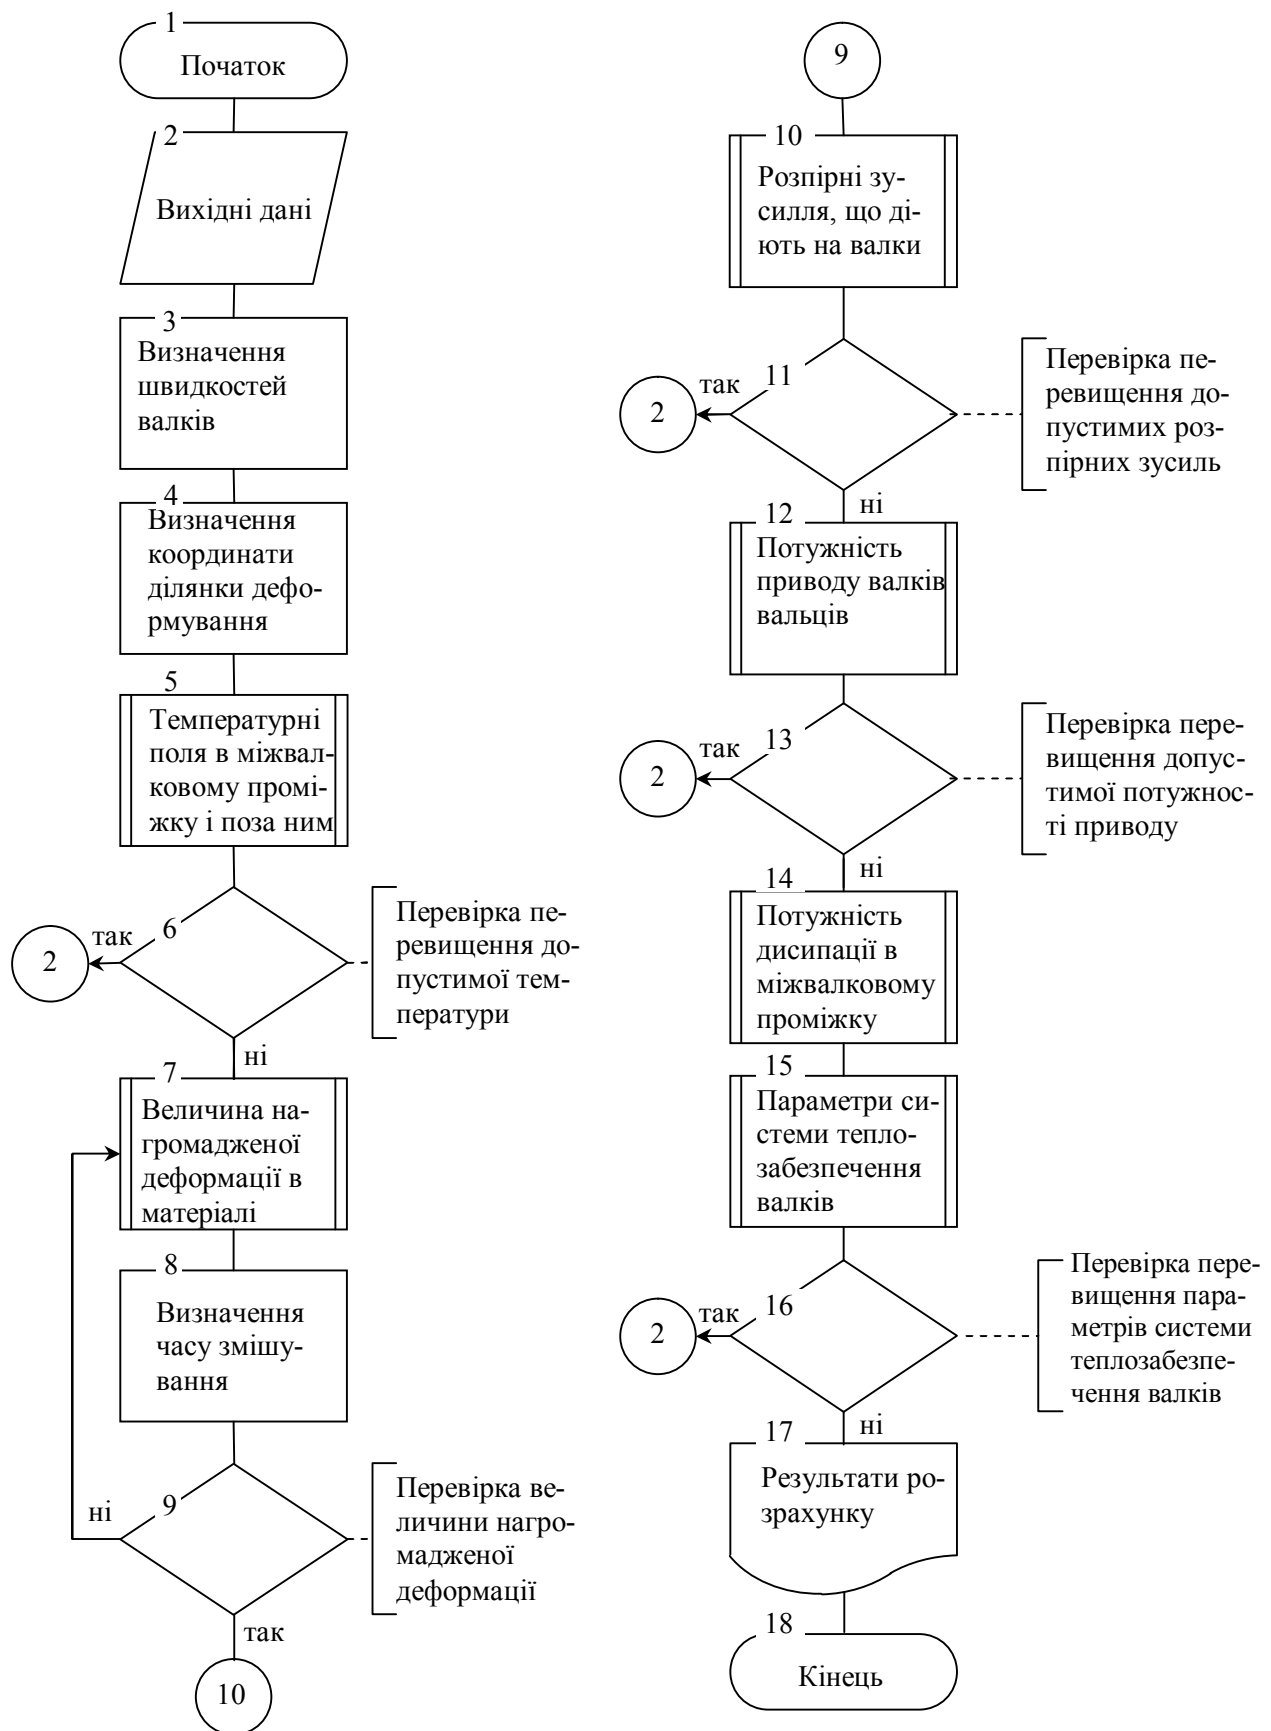 1
Початок
2
Вихідні дані
3
Визначення
швидкостей
валків
4
Визначення
координати
ділянки дефо-
рмування
5
Температурні
поля в міжвал-
ковому промі-
жку і поза ним
6
так
2
Перевірка пе-
ревищення до-
пустимої тем-
ператури
ні
7
Величина на-
громадженої
деформації в
матеріалі
8
Визначення
часу змішу-
вання
9
ні
Перевірка ве-
личини нагро-
мадженої
деформації
так
10
9
10
Розпірні зу-
силля, що ді-
ють на валки
11
так
2
Перевірка пе-
ревищення до-
пустимих роз-
пірних зусиль
ні
12
Потужність
приводу валків
вальців
13
так
2
Перевірка пере-
вищення допус-
тимої потужнос-
ті приводу
ні
14
Потужність
дисипації в
міжвалковому
проміжку
15
Параметри си-
стеми тепло-
забезпечення
валків
16
так
2
Перевірка пере-
вищення пара-
метрів системи
теплозабезпе-
чення валків
ні
17
Результати ро-
зрахунку
18
Кінець